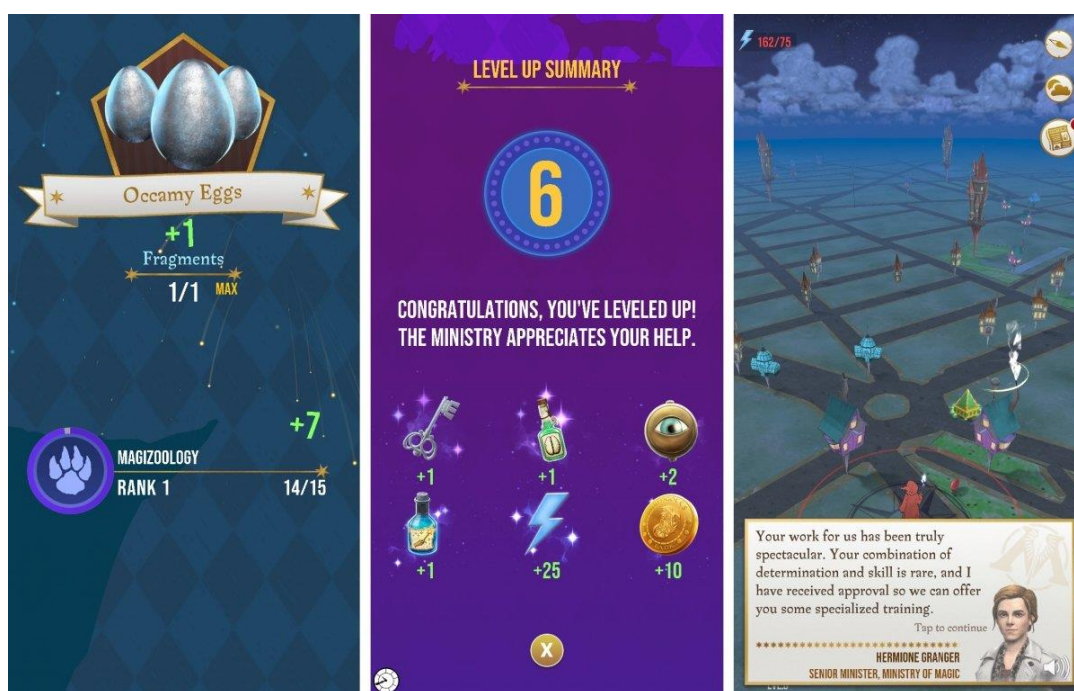 Occamy Eggs
+1
Fragments
1/1 MAX
+7
MAGIZOOLOGY
RANK 1 14/15
LEVEL UP SUMMARY
6
CONGRATULATIONS, YOU'VE LEVELED UP!
THE MINISTRY APPRECIATES YOUR HELP.
+1 +1 +2
+1 +25 +10
X
162/75
Your work for us has been truly
spectacular. Your combination of
determination and skill is rare, and I
have received approval so we can offer
you some specialized training.
Tap to continue
HERMIONE GRANGER
SENIOR MINISTER, MINISTRY OF MAGIC